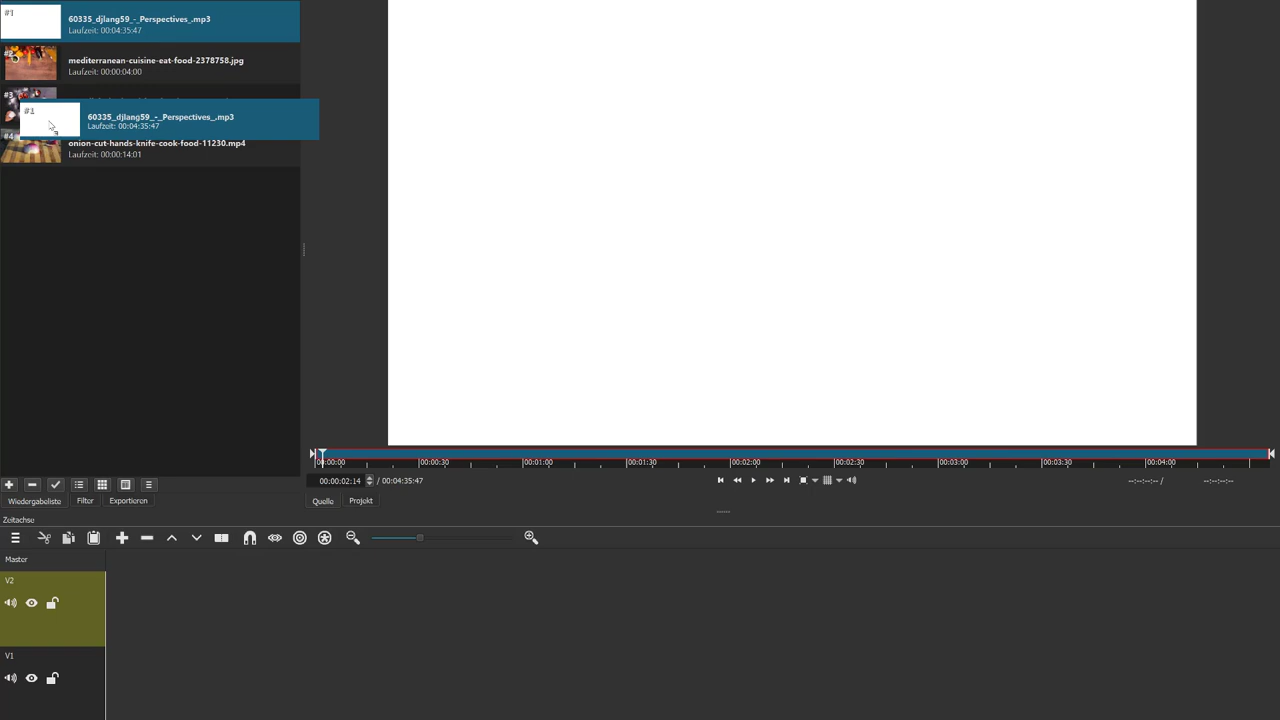 #1
60335_djlang59_-_Perspectives_.mp3
Laufzeit: 00:04:35:47
#2
mediterranean-cuisine-eat-food-2378758.jpg
Laufzeit: 00:00:04:00
#3
#1
60335_djlang59_-_Perspectives_.mp3
Laufzeit: 00:04:35:47
#4
onion-cut-hands-knife-cook-food-11230.mp4
Laufzeit: 00:00:14:01
00:00:00
00:00:30
00:01:00
00:01:30
00:02:00
00:02:30
00:03:00
00:03:30
00:04:00
00:00:02:14
/ 00:04:35:47
--:--:--:-- /
--:--:--:--
Wiedergabeliste
Filter
Exportieren
Quelle
Projekt
Zeitachse
Master
V2
V1